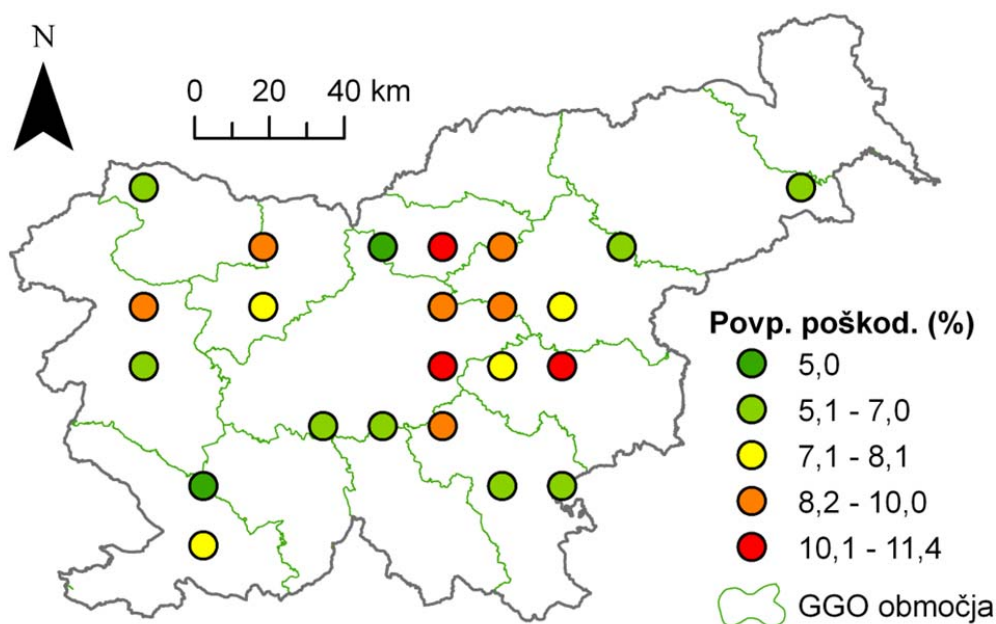 N
0 20 40 km
Povp. poškod. (%)
5,0
5,1 - 7,0
7,1 - 8,1
8,2 - 10,0
10,1 - 11,4
GGO območja